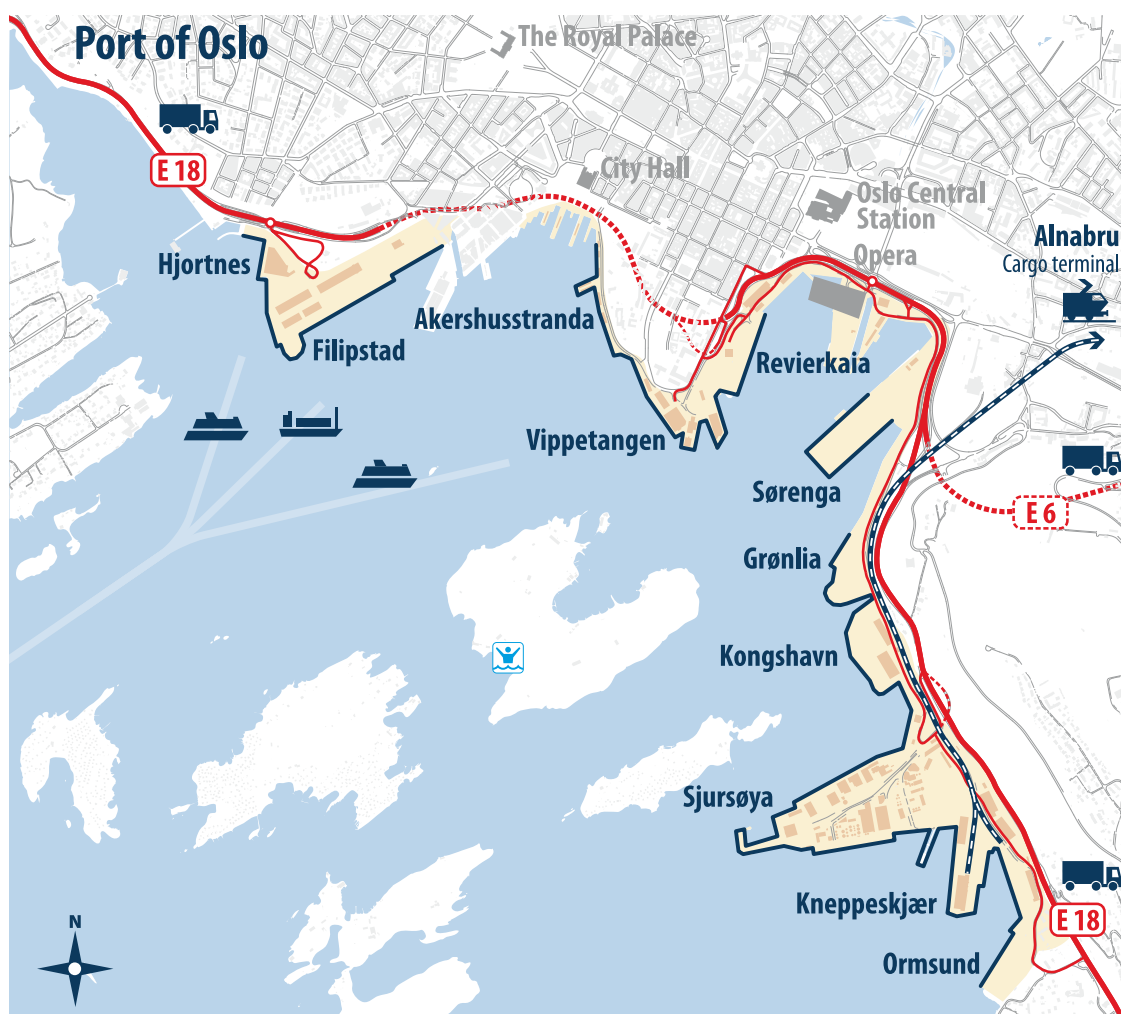 Port of Oslo
The Royal Palace
E 18
City Hall
Oslo Central
Station
Alnabru
Cargo terminal
Opera
Hjortnes
Akershusstranda
Filipstad
Revierkaia
Vippetangen
Sørenga
E 6
Grønlia
Kongshavn
Sjursøya
Kneppeskjær
E 18
Ormsund
N